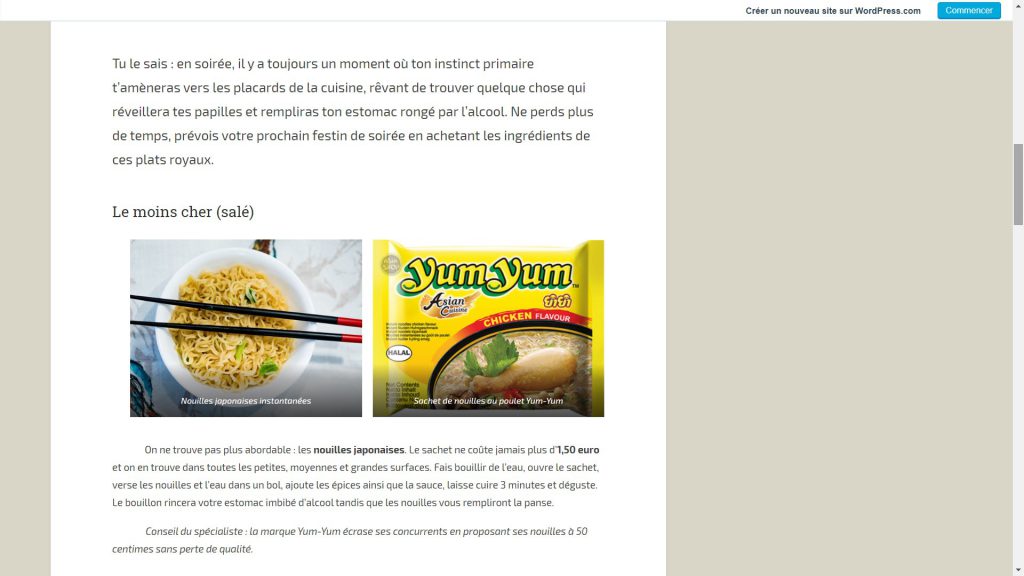 Créer un nouveau site sur WordPress.com
Commencer
Tu le sais : en soirée, il y a toujours un moment où ton instinct primaire
t'amèneras vers les placards de la cuisine, rêvant de trouver quelque chose qui
réveillera tes papilles et rempliras ton estomac rongé par l'alcool. Ne perds plus
de temps, prévois votre prochain festin de soirée en achetant les ingrédients de
ces plats royaux.
Le moins cher (salé)
Nouilles japonaises instantanées
YumYum™
Asian
Cuisine
CHICKEN FLAVOUR
HALAL
Net Contents
Sachet de nouilles au poulet Yum-Yum
On ne trouve pas plus abordable : les nouilles japonaises. Le sachet ne coûte jamais plus d'1,50 euro
et on en trouve dans toutes les petites, moyennes et grandes surfaces. Fais bouillir de l'eau, ouvre le sachet,
verse les nouilles et l'eau dans un bol, ajoute les épices ainsi que la sauce, laisse cuire 3 minutes et déguste.
Le bouillon rincera votre estomac imbibé d'alcool tandis que les nouilles vous rempliront la panse.
Conseil du spécialiste : la marque Yum-Yum écrase ses concurrents en proposant ses nouilles à 50
centimes sans perte de qualité.